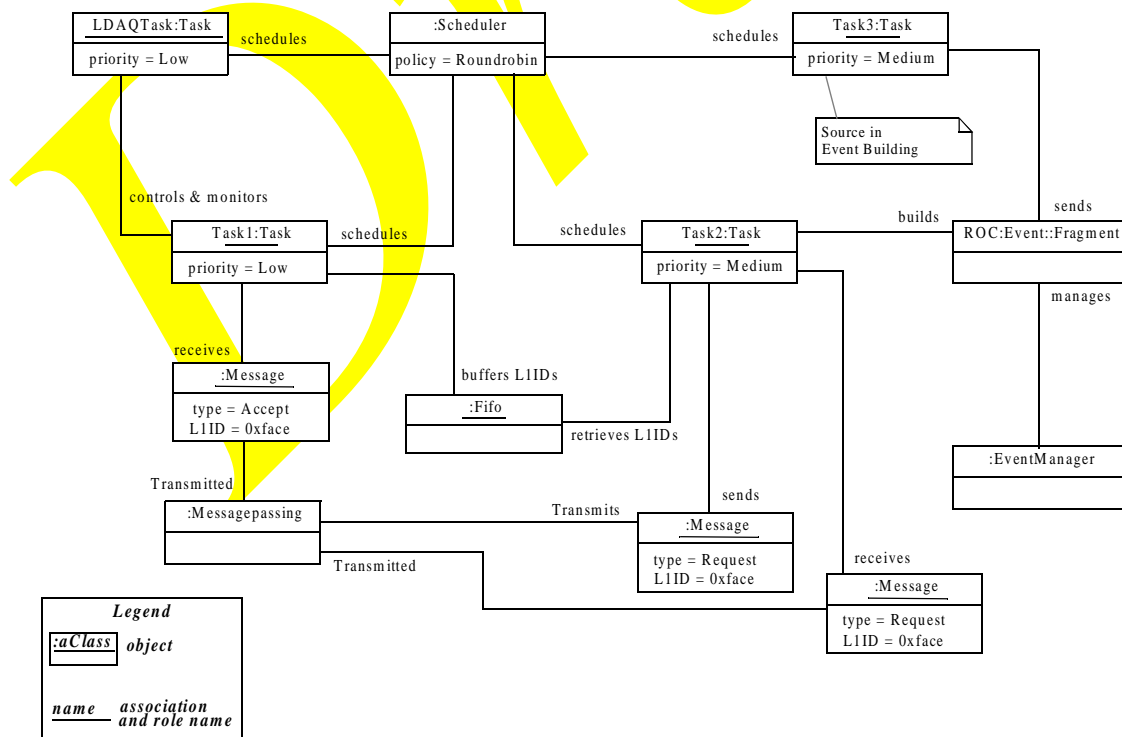 LDAQTask:Task
priority = Low
schedules
:Scheduler
policy = Roundrobin
schedules
Task3:Task
priority = Medium
Source in
Event Building
controls & monitors
Task1:Task
priority = Low
schedules
schedules
Task2:Task
priority = Medium
builds
sends
ROC:Event::Fragment
manages
receives
:Message
type = Accept
L1ID = 0xface
buffers L1IDs
:Fifo
retrieves L1IDs
:EventManager
Transmitted
:Messagepassing
Transmits
Transmitted
sends
:Message
type = Request
L1ID = 0xface
receives
:Message
type = Request
L1ID = 0xface
Legend
:aClass object
name association
and role name